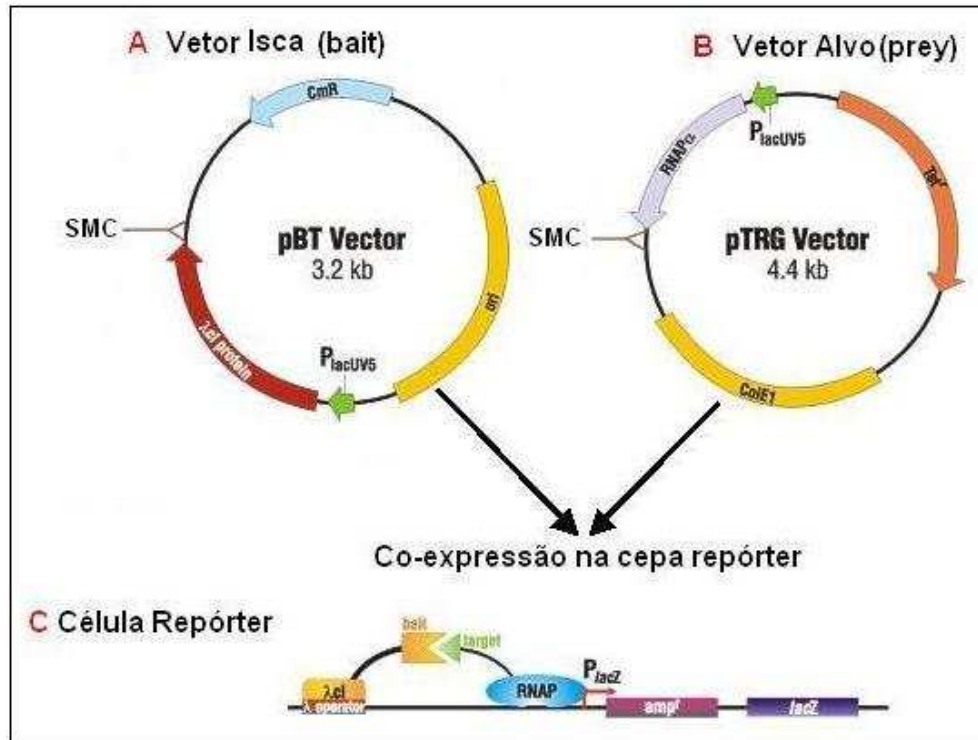 A Vetor Isca (bait)
B Vetor Alvo (prey)
CmR
SMC
pBT Vector
3.2 kb
ori
λcI protein
PlacUV5
RNAPα
PlacUV5
Tetr
SMC
pTRG Vector
4.4 kb
ColE1
Co-expressão na cepa repórter
C Célula Repórter
bait
target
λcI
λ operator
RNAP
PlacZ
ampr
lacZ